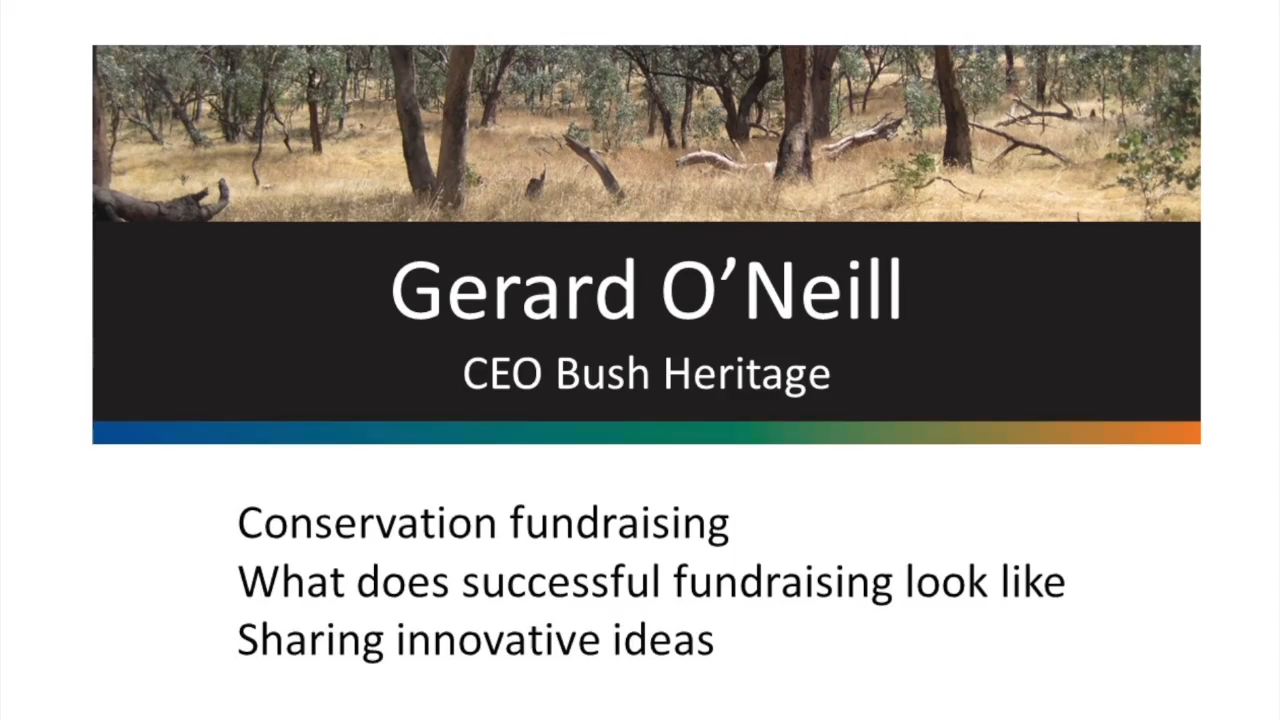 Gerard O’Neill
CEO Bush Heritage
Conservation fundraising
What does successful fundraising look like
Sharing innovative ideas